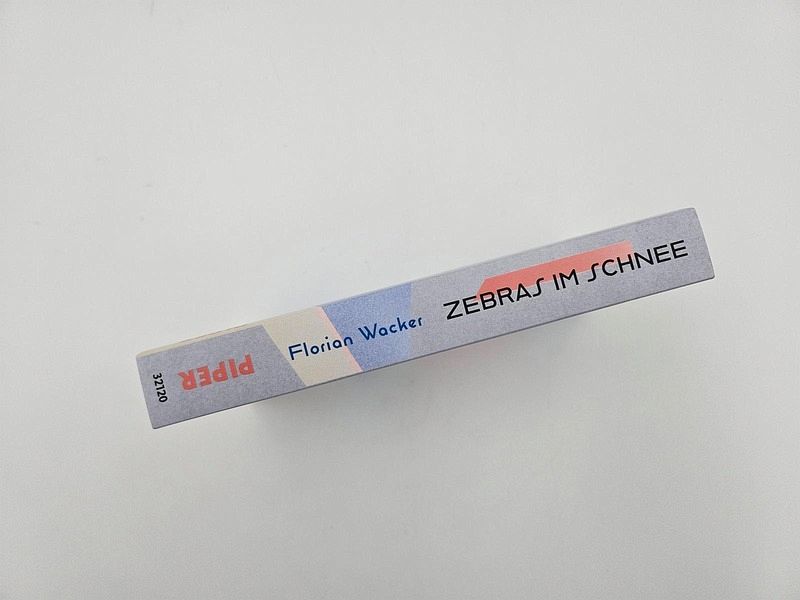 32120
PIPER
Florian Wacker
ZEBRAS IM SCHNEE